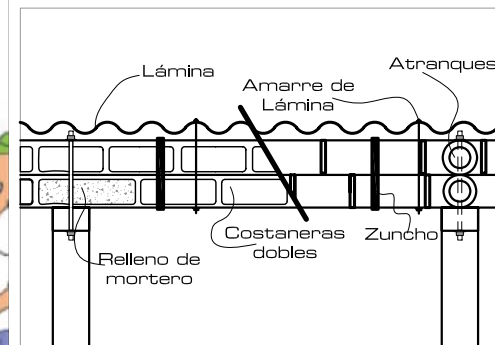 Lámina
Amarre de
Lámina
Atranques
Costaneras
dobles
Zuncho
Relleno de
mortero